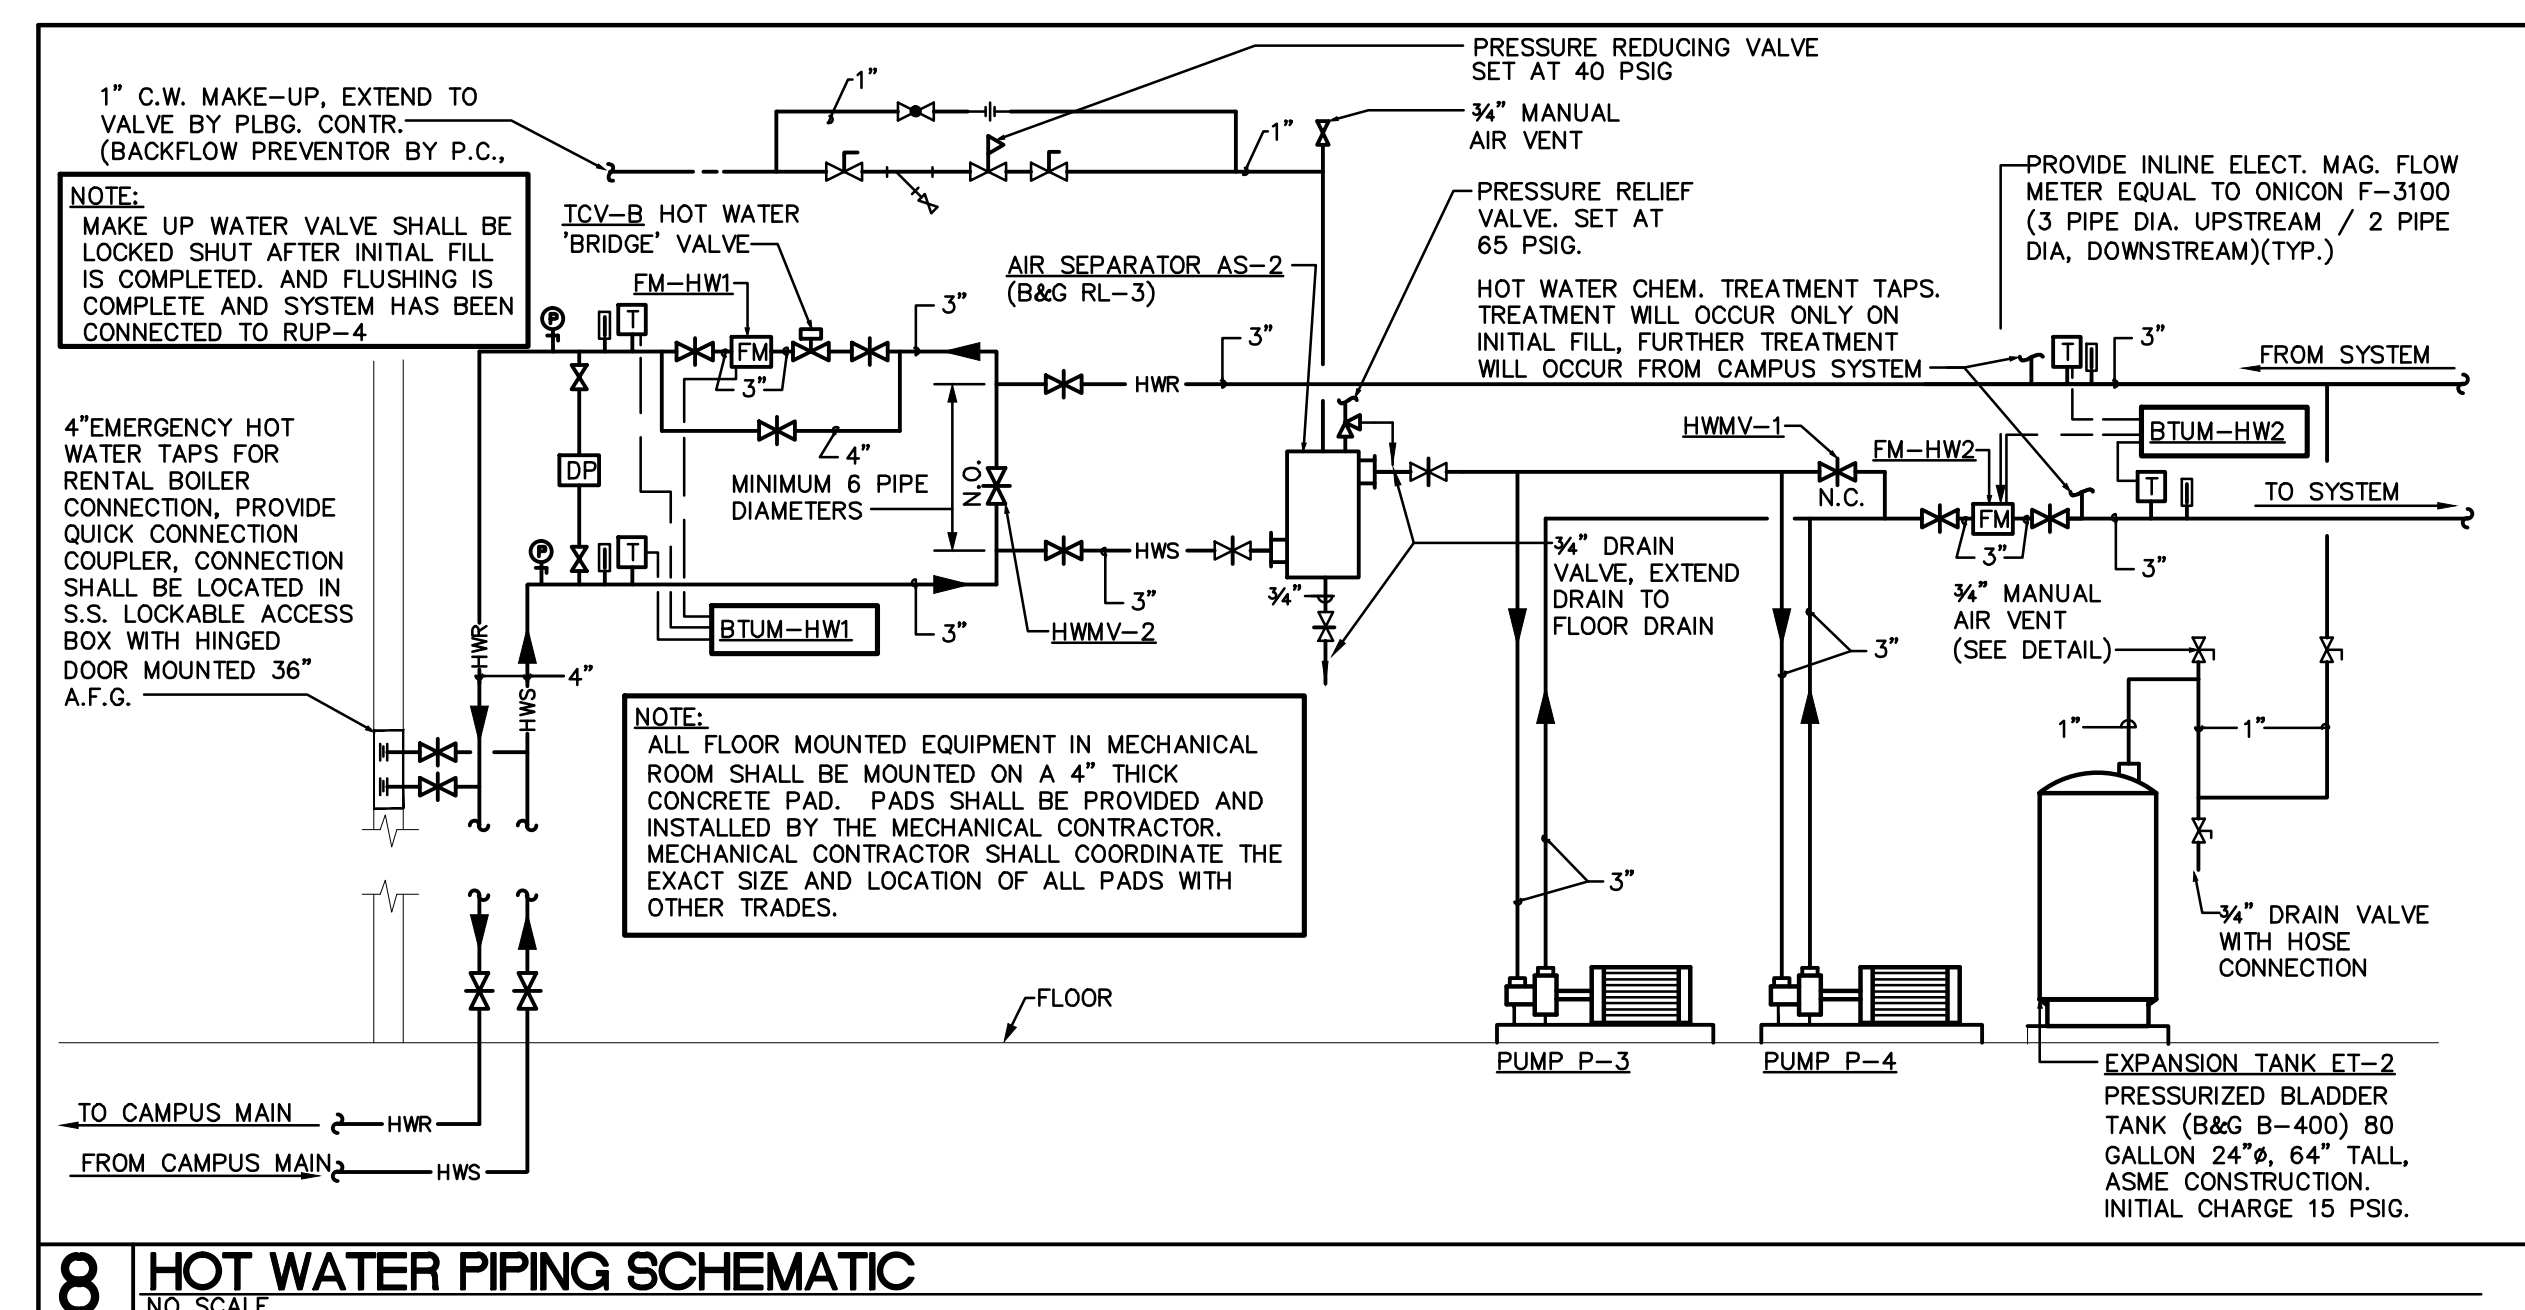 1" C.W. MAKE-UP, EXTEND TO
VALVE BY PLBG. CONTR.
(BACKFLOW PREVENTOR BY P.C.,
NOTE:
MAKE UP WATER VALVE SHALL BE
LOCKED SHUT AFTER INITIAL FILL
IS COMPLETED. AND FLUSHING IS
COMPLETE AND SYSTEM HAS BEEN
CONNECTED TO RUP-4
1"
1"
PRESSURE REDUCING VALVE
SET AT 40 PSIG
¾" MANUAL
AIR VENT
PRESSURE RELIEF
VALVE. SET AT
65 PSIG.
PROVIDE INLINE ELECT. MAG. FLOW
METER EQUAL TO ONICON F-3100
(3 PIPE DIA. UPSTREAM / 2 PIPE
DIA, DOWNSTREAM)(TYP.)
TCV-B HOT WATER
'BRIDGE' VALVE
FM-HW1
AIR SEPARATOR AS-2
(B&G RL-3)
HOT WATER CHEM. TREATMENT TAPS.
TREATMENT WILL OCCUR ONLY ON
INITIAL FILL, FURTHER TREATMENT
WILL OCCUR FROM CAMPUS SYSTEM
P
T
FM
3"
3"
3"
HWR
T
3"
FROM SYSTEM
4"EMERGENCY HOT
WATER TAPS FOR
RENTAL BOILER
CONNECTION, PROVIDE
QUICK CONNECTION
COUPLER, CONNECTION
SHALL BE LOCATED IN
S.S. LOCKABLE ACCESS
BOX WITH HINGED
DOOR MOUNTED 36"
A.F.G.
DP
4"
MINIMUM 6 PIPE
DIAMETERS
N.O.
HWMV-1
N.C.
FM-HW2
BTUM-HW2
FM
T
3"
3"
TO SYSTEM
P
T
HWS
3"
3"
BTUM-HW1
HWMV-2
¾"
¾" DRAIN
VALVE, EXTEND
DRAIN TO
FLOOR DRAIN
3"
¾" MANUAL
AIR VENT
(SEE DETAIL)
HWR
HWS
4"
1"
1"
NOTE:
ALL FLOOR MOUNTED EQUIPMENT IN MECHANICAL
ROOM SHALL BE MOUNTED ON A 4" THICK
CONCRETE PAD. PADS SHALL BE PROVIDED AND
INSTALLED BY THE MECHANICAL CONTRACTOR.
MECHANICAL CONTRACTOR SHALL COORDINATE THE
EXACT SIZE AND LOCATION OF ALL PADS WITH
OTHER TRADES.
3"
¾" DRAIN VALVE
WITH HOSE
CONNECTION
FLOOR
PUMP P-3
PUMP P-4
EXPANSION TANK ET-2
PRESSURIZED BLADDER
TANK (B&G B-400) 80
GALLON 24"ø, 64" TALL,
ASME CONSTRUCTION.
INITIAL CHARGE 15 PSIG.
TO CAMPUS MAIN
HWR
FROM CAMPUS MAIN
HWS
8
HOT WATER PIPING SCHEMATIC
NO SCALE